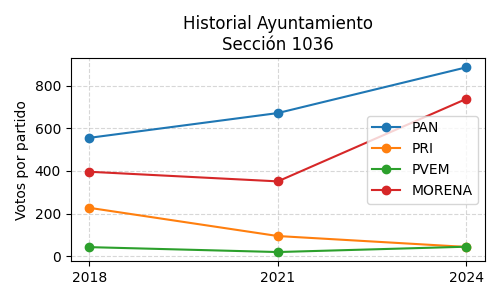 Historial Ayuntamiento
Sección 1036
Votos por partido
800
600
400
200
0
2018
2021
2024
PAN
PRI
PVEM
MORENA